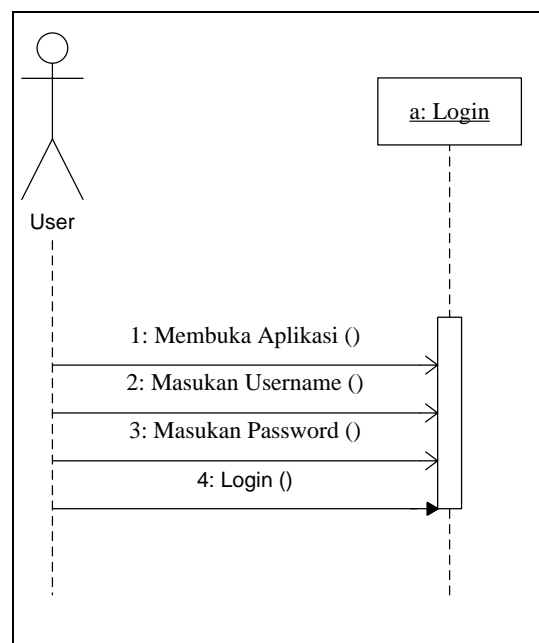 a: Login
User
1: Membuka Aplikasi ()
2: Masukan Username ()
3: Masukan Password ()
4: Login ()